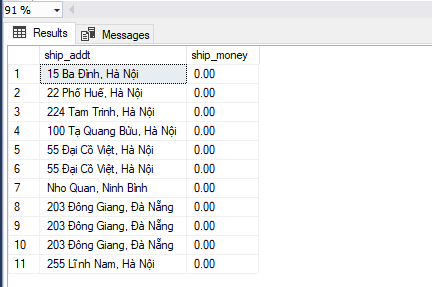 91 %
Results Messages
ship_addt ship_money
1 15 Ba Đình, Hà Nội 0.00
2 22 Phố Huế, Hà Nội 0.00
3 224 Tam Trinh, Hà Nội 0.00
4 100 Tạ Quang Bửu, Hà Nội 0.00
5 55 Đại Cồ Việt, Hà Nội 0.00
6 55 Đại Cồ Việt, Hà Nội 0.00
7 Nho Quan, Ninh Bình 0.00
8 203 Đông Giang, Đà Nẵng 0.00
9 203 Đông Giang, Đà Nẵng 0.00
10 203 Đông Giang, Đà Nẵng 0.00
11 255 Lĩnh Nam, Hà Nội 0.00